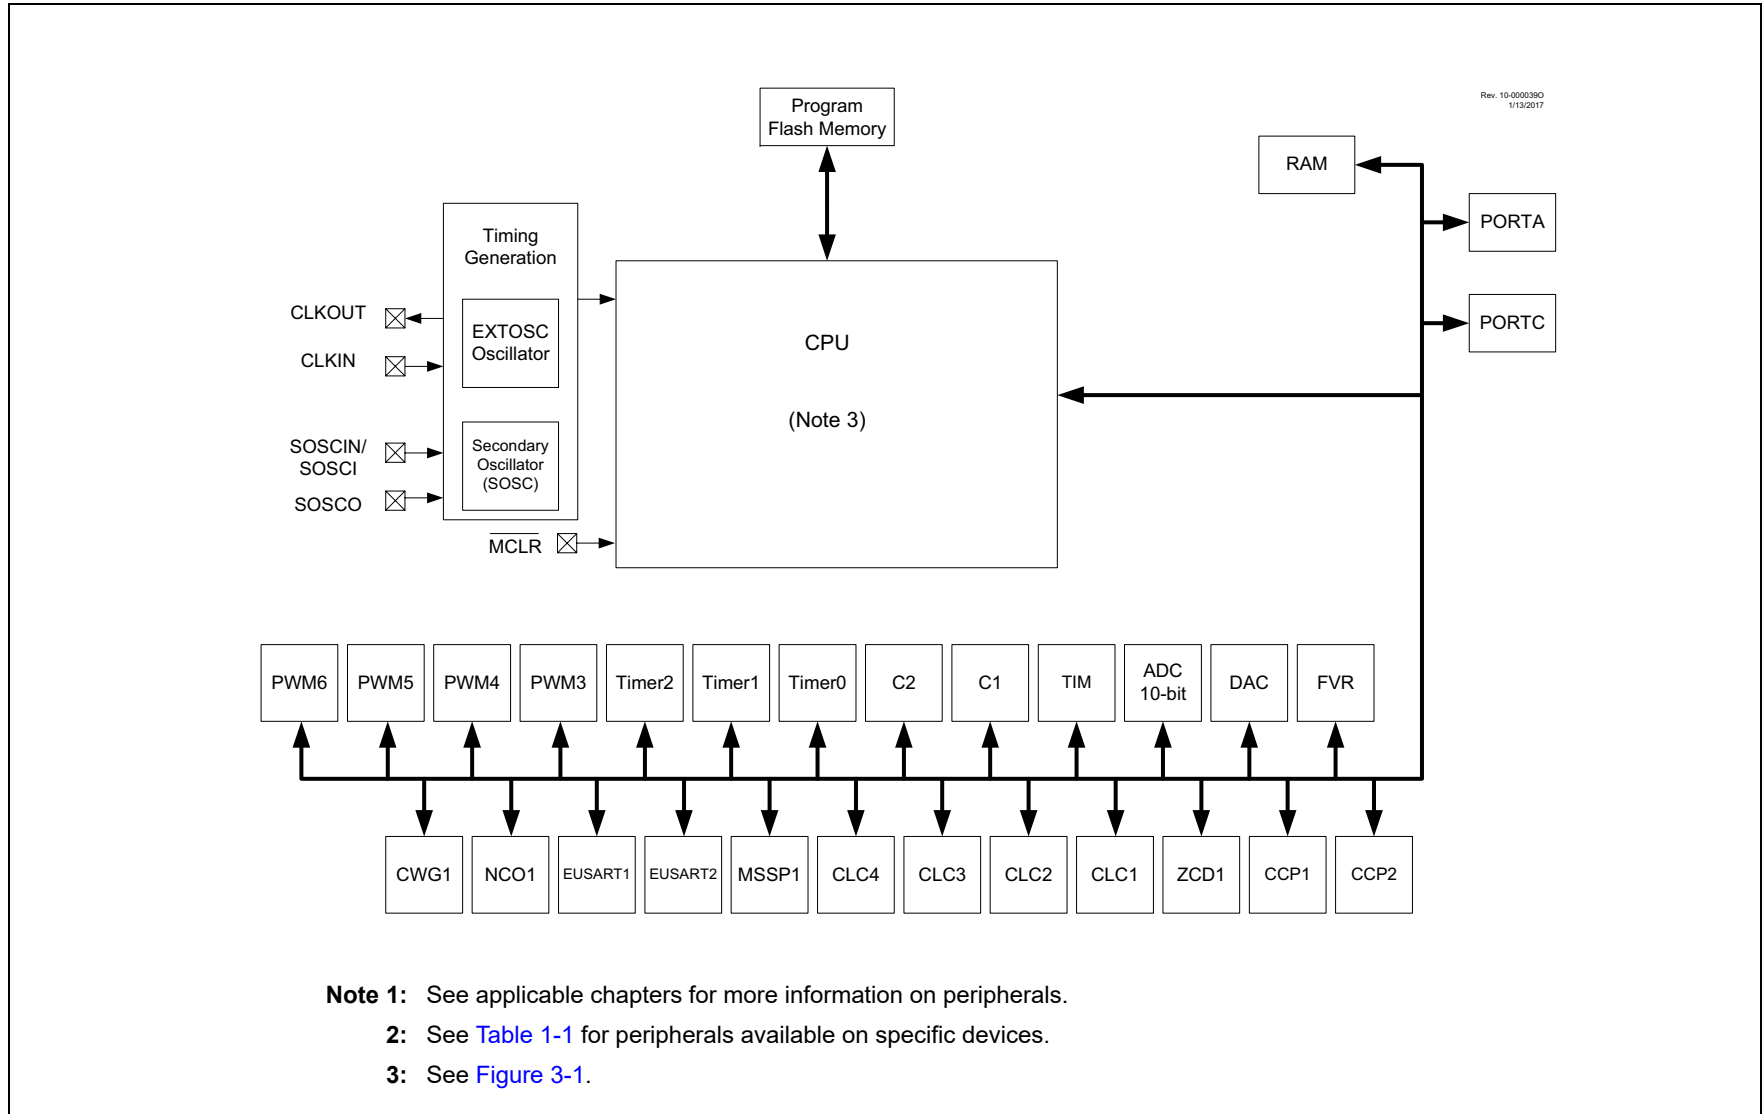 Rev. 10-000039O
1/13/2017
Program
Flash Memory
RAM
PORTA
PORTC
Timing
Generation
EXTOSC
Oscillator
Secondary
Oscillator
(SOSC)
CLKOUT
CLKIN
SOSCIN/
SOSCI
SOSCO
MCLR
CPU
(Note 3)
PWM6
PWM5
PWM4
PWM3
Timer2
Timer1
Timer0
C2
C1
TIM
ADC
10-bit
DAC
FVR
CWG1
NCO1
EUSART1
EUSART2
MSSP1
CLC4
CLC3
CLC2
CLC1
ZCD1
CCP1
CCP2
Note 1: See applicable chapters for more information on peripherals.
2: See Table 1-1 for peripherals available on specific devices.
3: See Figure 3-1.